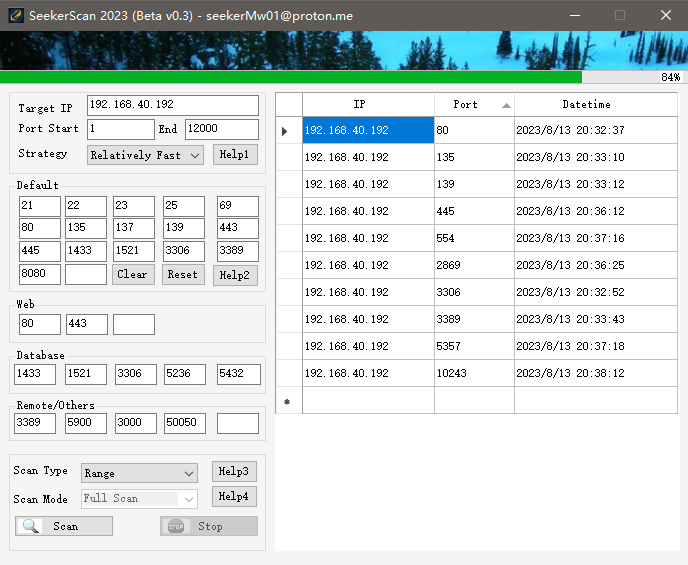 SeekerScan 2023 (Beta v0.3) - seekerMw01@proton.me
84%
Target IP 192.168.40.192
Port Start 1 End 12000
Strategy Relatively Fast Help1
Default
21 22 23 25 69
80 135 137 139 443
445 1433 1521 3306 3389
8080 Clear Reset Help2
Web
80 443
Database
1433 1521 3306 5236 5432
Remote/Others
3389 5900 3000 50050
Scan Type Range Help3
Scan Mode Full Scan Help4
Scan STOP Stop
IP Port Datetime
192.168.40.192 80 2023/8/13 20:32:37
192.168.40.192 135 2023/8/13 20:33:10
192.168.40.192 139 2023/8/13 20:33:12
192.168.40.192 445 2023/8/13 20:36:12
192.168.40.192 554 2023/8/13 20:37:16
192.168.40.192 2869 2023/8/13 20:36:25
192.168.40.192 3306 2023/8/13 20:32:52
192.168.40.192 3389 2023/8/13 20:33:43
192.168.40.192 5357 2023/8/13 20:37:18
192.168.40.192 10243 2023/8/13 20:38:12